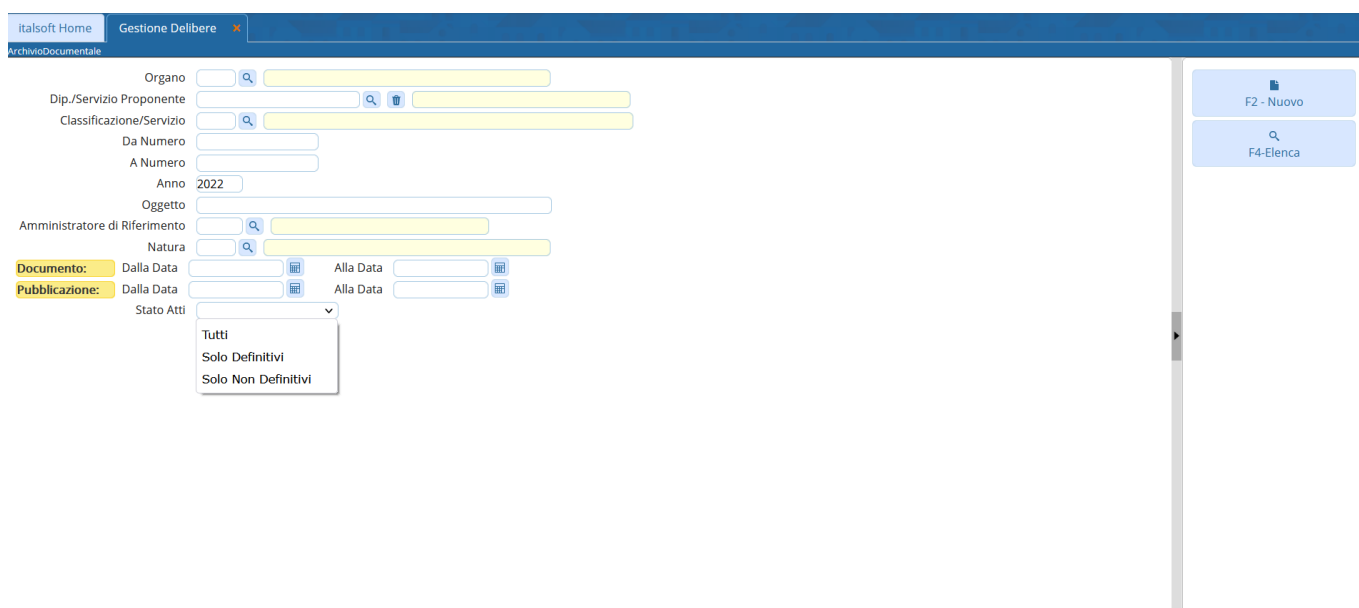 italsoft Home Gestione Delibere ×
ArchivioDocumentale
Organo
Dip./Servizio Proponente
Classificazione/Servizio
Da Numero
A Numero
Anno 2022
Oggetto
Amministratore di Riferimento
Natura
Documento: Dalla Data Alla Data
Pubblicazione: Dalla Data Alla Data
Stato Atti
Tutti
Solo Definitivi
Solo Non Definitivi
F2 - Nuovo
F4-Elenca